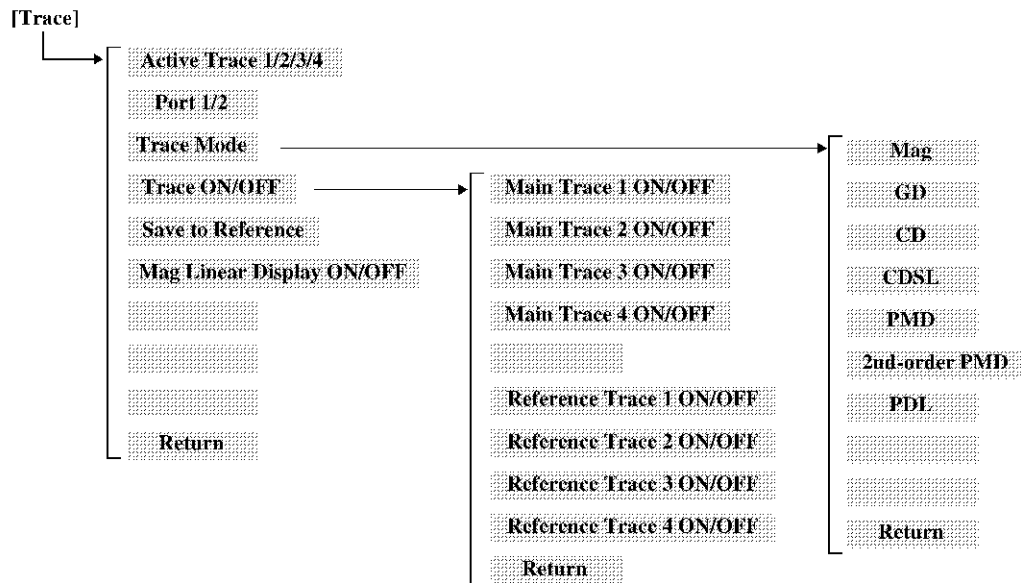 [Trace]
Active Trace 1/2/3/4
Port 1/2
Trace Mode
Trace ON/OFF
Save to Reference
Mag Linear Display ON/OFF
Return
Main Trace 1 ON/OFF
Main Trace 2 ON/OFF
Main Trace 3 ON/OFF
Main Trace 4 ON/OFF
Reference Trace 1 ON/OFF
Reference Trace 2 ON/OFF
Reference Trace 3 ON/OFF
Reference Trace 4 ON/OFF
Return
Mag
GD
CD
CDSL
PMD
2ud-order PMD
PDL
Return